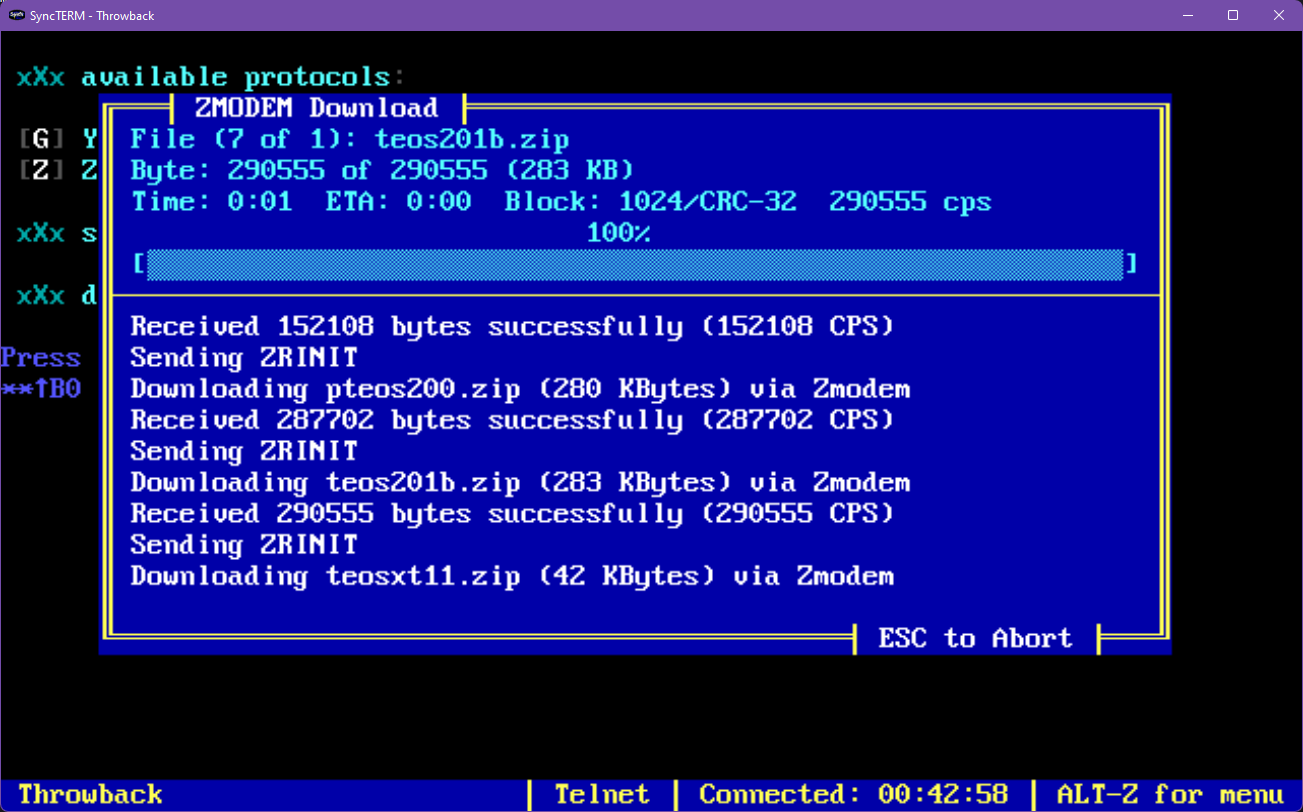 SyncTERM - Throwback
xXx available protocols:
ZMODEM Download
File (7 of 1): teos201b.zip
[G] Y
Byte: 290555 of 290555 (283 KB)
[Z] Z
Time: 0:01 ETA: 0:00 Block: 1024/CRC-32 290555 cps
100%
xXx s
[ ]
xXx d
Received 152108 bytes successfully (152108 CPS)
Sending ZRINIT
Press
Downloading pteos200.zip (280 KBytes) via Zmodem
**↑B0
Received 287702 bytes successfully (287702 CPS)
Sending ZRINIT
Downloading teos201b.zip (283 KBytes) via Zmodem
Received 290555 bytes successfully (290555 CPS)
Sending ZRINIT
Downloading teosxt11.zip (42 KBytes) via Zmodem
ESC to Abort
Throwback | Telnet | Connected: 00:42:58 | ALT-Z for menu